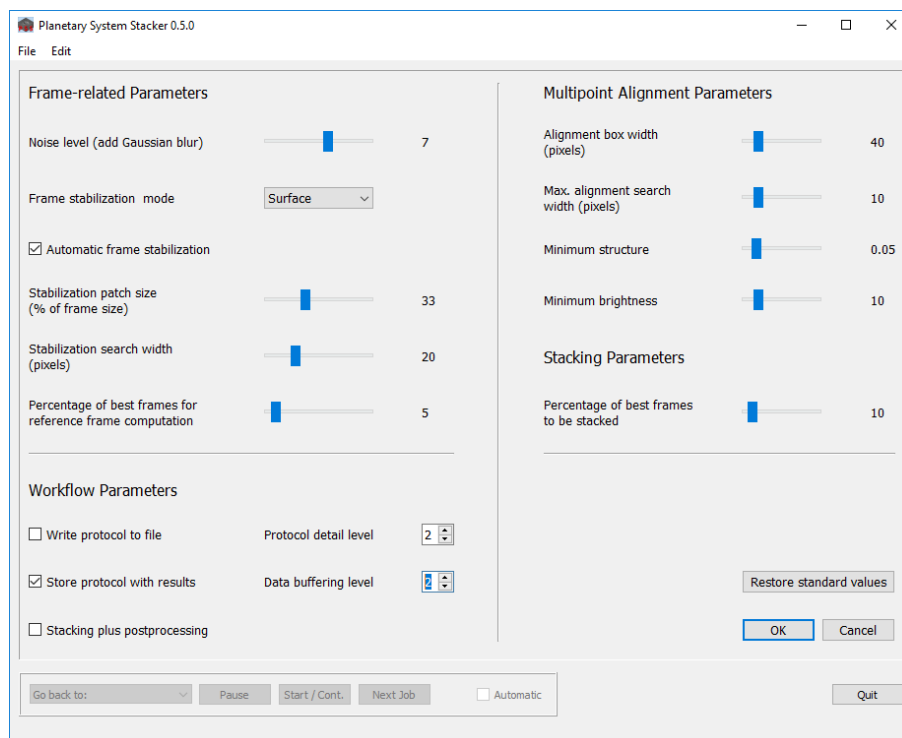 Planetary System Stacker 0.5.0
File Edit
Frame-related Parameters
Noise level (add Gaussian blur) 7
Frame stabilization mode Surface
Automatic frame stabilization
Stabilization patch size
(% of frame size) 33
Stabilization search width
(pixels) 20
Percentage of best frames for
reference frame computation 5
Workflow Parameters
Write protocol to file Protocol detail level 2
Store protocol with results Data buffering level 2
Stacking plus postprocessing
Multipoint Alignment Parameters
Alignment box width
(pixels) 40
Max. alignment search
width (pixels) 10
Minimum structure 0.05
Minimum brightness 10
Stacking Parameters
Percentage of best frames
to be stacked 10
Restore standard values
OK Cancel
Go back to: Pause Start / Cont. Next Job Automatic Quit